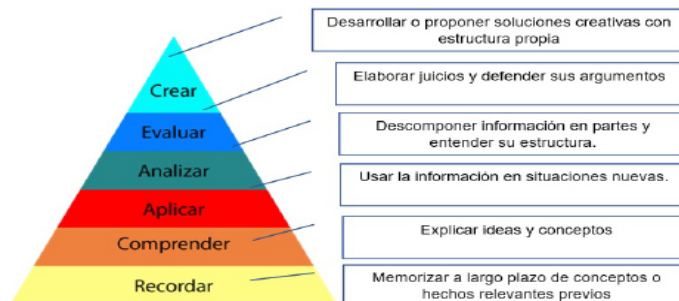 Desarrollar o proponer soluciones creativas con
estructura propia
Crear
Elaborar juicios y defender sus argumentos
Evaluar
Descomponer información en partes y
entender su estructura.
Analizar
Usar la información en situaciones nuevas.
Aplicar
Explicar ideas y conceptos
Comprender
Memorizar a largo plazo de conceptos o
hechos relevantes previos
Recordar